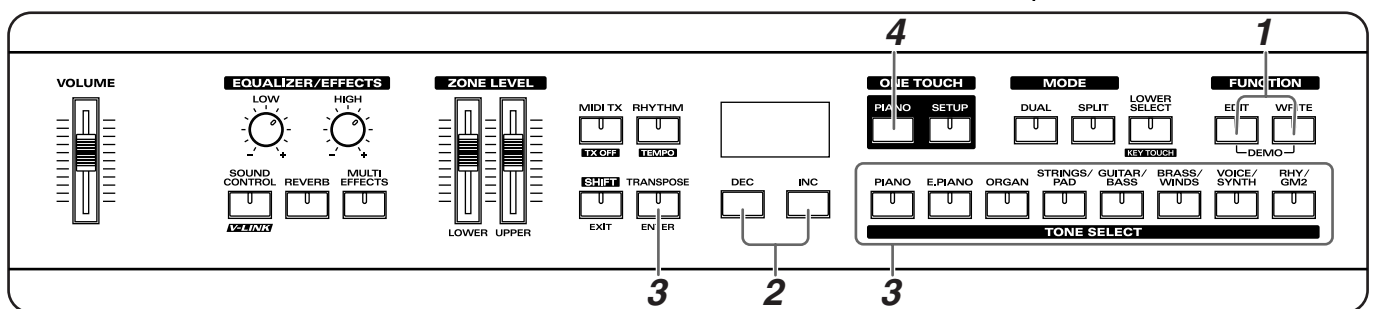 4
1
VOLUME
EQUALIZER/EFFECTS
LOW
HIGH
- +
- +
SOUND
CONTROL
REVERB
MULTI
EFFECTS
V-LINK
ZONE LEVEL
LOWER UPPER
MIDI TX
RHYTHM
TX OFF
TEMPO
SHIFT
TRANSPOSE
EXIT
ENTER
DEC
INC
ONE TOUCH
PIANO
SETUP
MODE
DUAL
SPLIT
LOWER
SELECT
KEY TOUCH
FUNCTION
EDIT
WRITE
DEMO
PIANO
E.PIANO
ORGAN
STRINGS/
PAD
GUITAR/
BASS
BRASS/
WINDS
VOICE/
SYNTH
RHY/
GM2
TONE SELECT
3
2
3